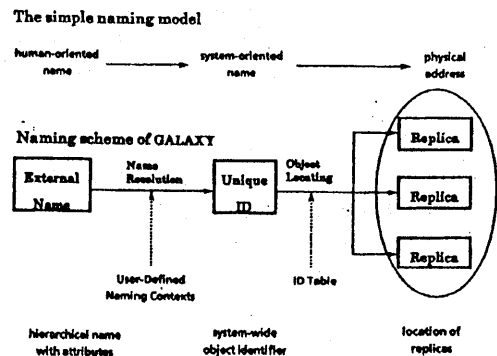 The simple naming model
human-oriented
name
system-oriented
name
physical
address
Naming scheme of GALAXY
External
Name
Name
Resolution
Unique
ID
Object
Locating
Replica
Replica
Replica
User-Defined
Naming Contexts
ID Table
hierarchical name
with attributes
system-wide
object identifier
location of
replicas